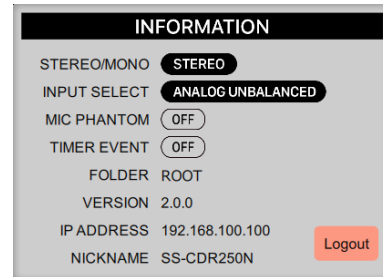 INFORMATION
STEREO/MONO STEREO
INPUT SELECT ANALOG UNBALANCED
MIC PHANTOM OFF
TIMER EVENT OFF
FOLDER ROOT
VERSION 2.0.0
IP ADDRESS 192.168.100.100
Logout
NICKNAME SS-CDR250N